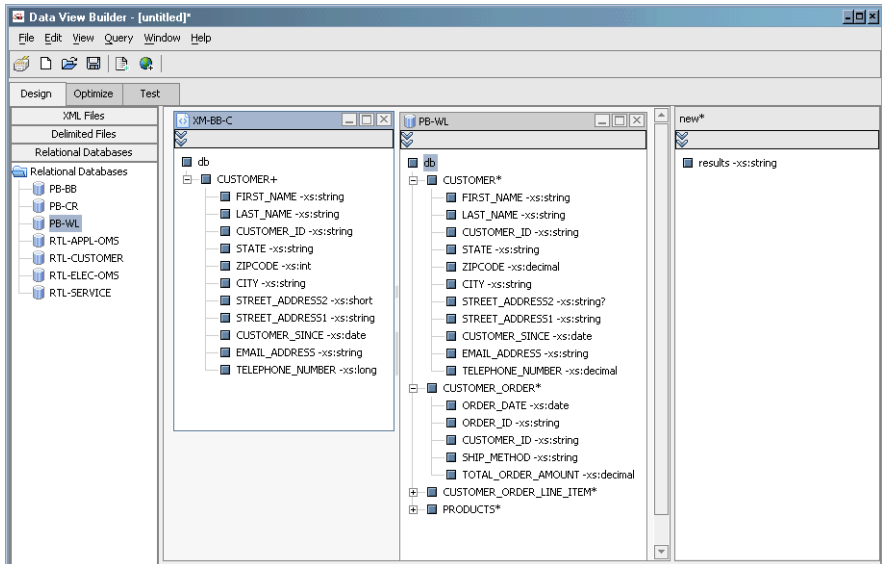 Data View Builder - [untitled]*
File Edit View Query Window Help
Design Optimize Test
XML Files
Delimited Files
Relational Databases
Relational Databases
PB-BB
PB-CR
PB-WL
RTL-APPL-OMS
RTL-CUSTOMER
RTL-ELEC-OMS
RTL-SERVICE
XM-BB-C
db
CUSTOMER+
FIRST_NAME -xs:string
LAST_NAME -xs:string
CUSTOMER_ID -xs:string
STATE -xs:string
ZIPCODE -xs:int
CITY -xs:string
STREET_ADDRESS2 -xs:short
STREET_ADDRESS1 -xs:string
CUSTOMER_SINCE -xs:date
EMAIL_ADDRESS -xs:string
TELEPHONE_NUMBER -xs:long
PB-WL
db
CUSTOMER*
FIRST_NAME -xs:string
LAST_NAME -xs:string
CUSTOMER_ID -xs:string
STATE -xs:string
ZIPCODE -xs:decimal
CITY -xs:string
STREET_ADDRESS2 -xs:string?
STREET_ADDRESS1 -xs:string
CUSTOMER_SINCE -xs:date
EMAIL_ADDRESS -xs:string
TELEPHONE_NUMBER -xs:decimal
CUSTOMER_ORDER*
ORDER_DATE -xs:date
ORDER_ID -xs:string
CUSTOMER_ID -xs:string
SHIP_METHOD -xs:string
TOTAL_ORDER_AMOUNT -xs:decimal
CUSTOMER_ORDER_LINE_ITEM*
PRODUCTS*
new*
results -xs:string